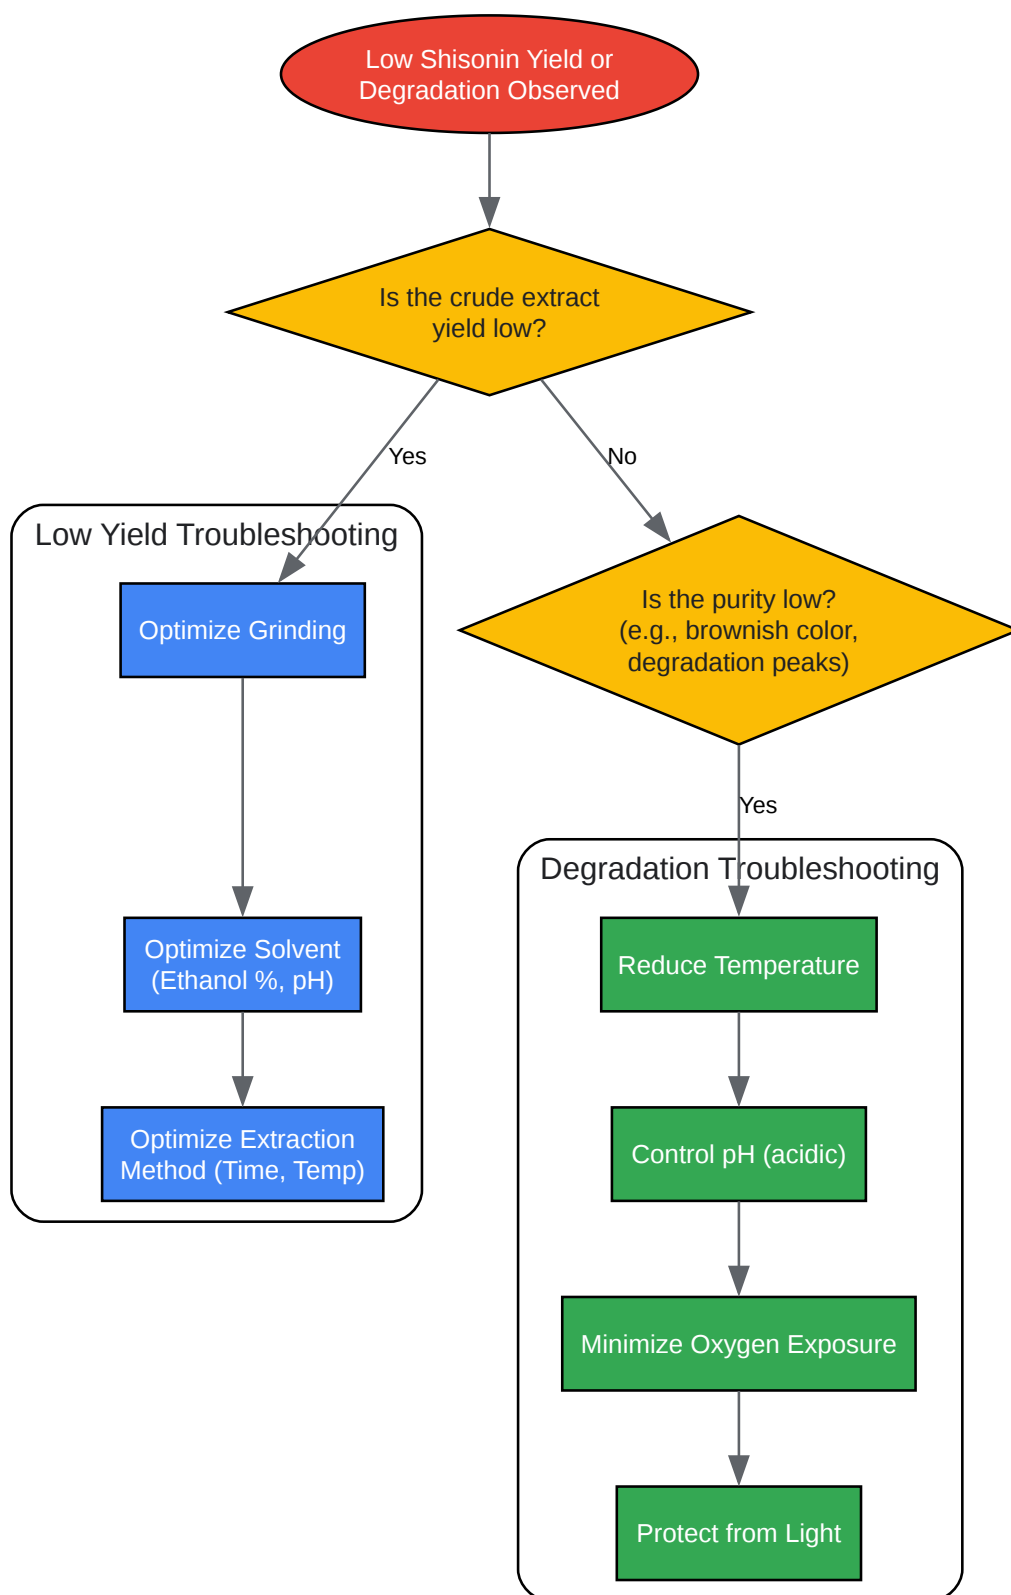 Low Shisonin Yield or
Degradation Observed
Is the crude extract
yield low?
Yes
No
Low Yield Troubleshooting
Optimize Grinding
Optimize Solvent
(Ethanol %, pH)
Optimize Extraction
Method (Time, Temp)
Is the purity low?
(e.g., brownish color,
degradation peaks)
Yes
Degradation Troubleshooting
Reduce Temperature
Control pH (acidic)
Minimize Oxygen Exposure
Protect from Light